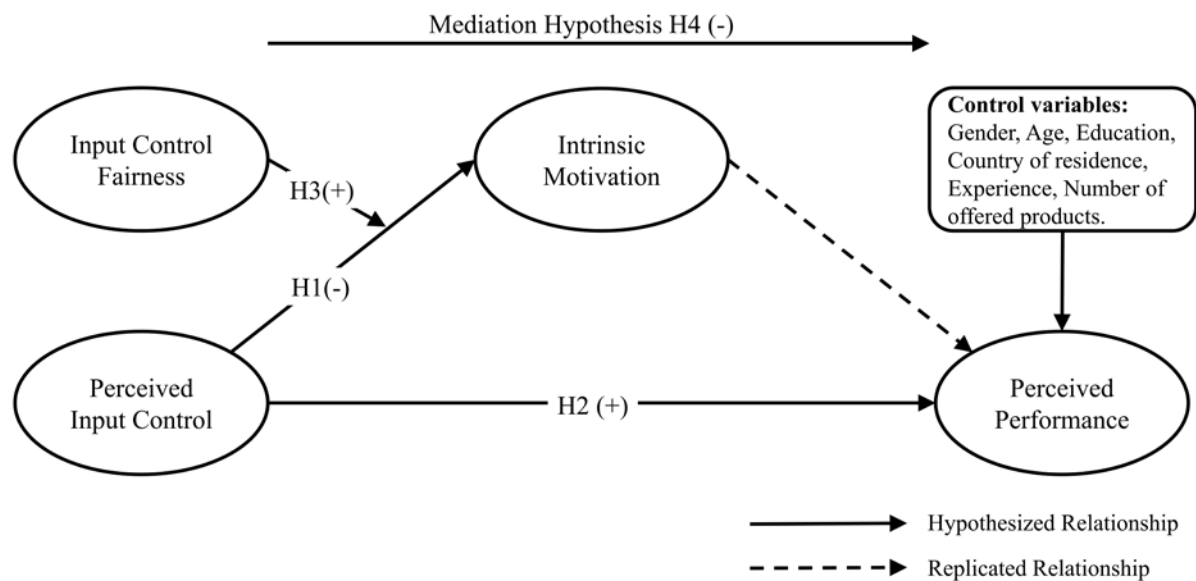 Mediation Hypothesis H4 (-)
Input Control
Fairness
Intrinsic
Motivation
Control variables:
Gender, Age, Education,
Country of residence,
Experience, Number of
offered products.
H3(+)
H1(-)
Perceived
Input Control
H2 (+)
Perceived
Performance
Hypothesized Relationship
Replicated Relationship